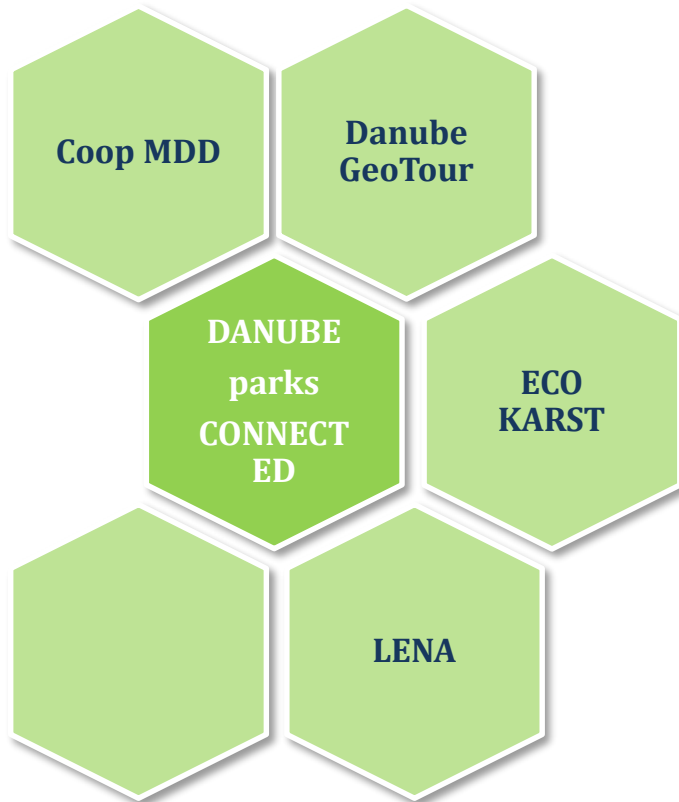 Coop MDD
Danube
GeoTour
DANUBE
parks
CONNECT
ED
ECO
KARST
LENA